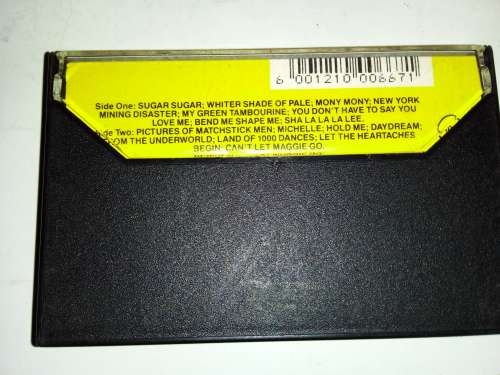 6 001210 006671
Side One: SUGAR SUGAR; WHITER SHADE OF PALE; MONY MONY; NEW YORK
MINING DISASTER; MY GREEN TAMBOURINE; YOU DON'T HAVE TO SAY YOU
LOVE ME; BEND ME SHAPE ME; SHA LA LA LA LEE.
Two: PICTURES OF MATCHSTICK MEN; MICHELLE; HOLD ME; DAYDREAM;
THE UNDERWORLD; LAND OF 1000 DANCES; LET THE HEARTACHES
BEGIN; CAN'T LET MAGGIE GO.